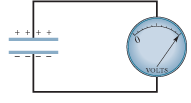 + + + +
0
− − − −
VOLTS